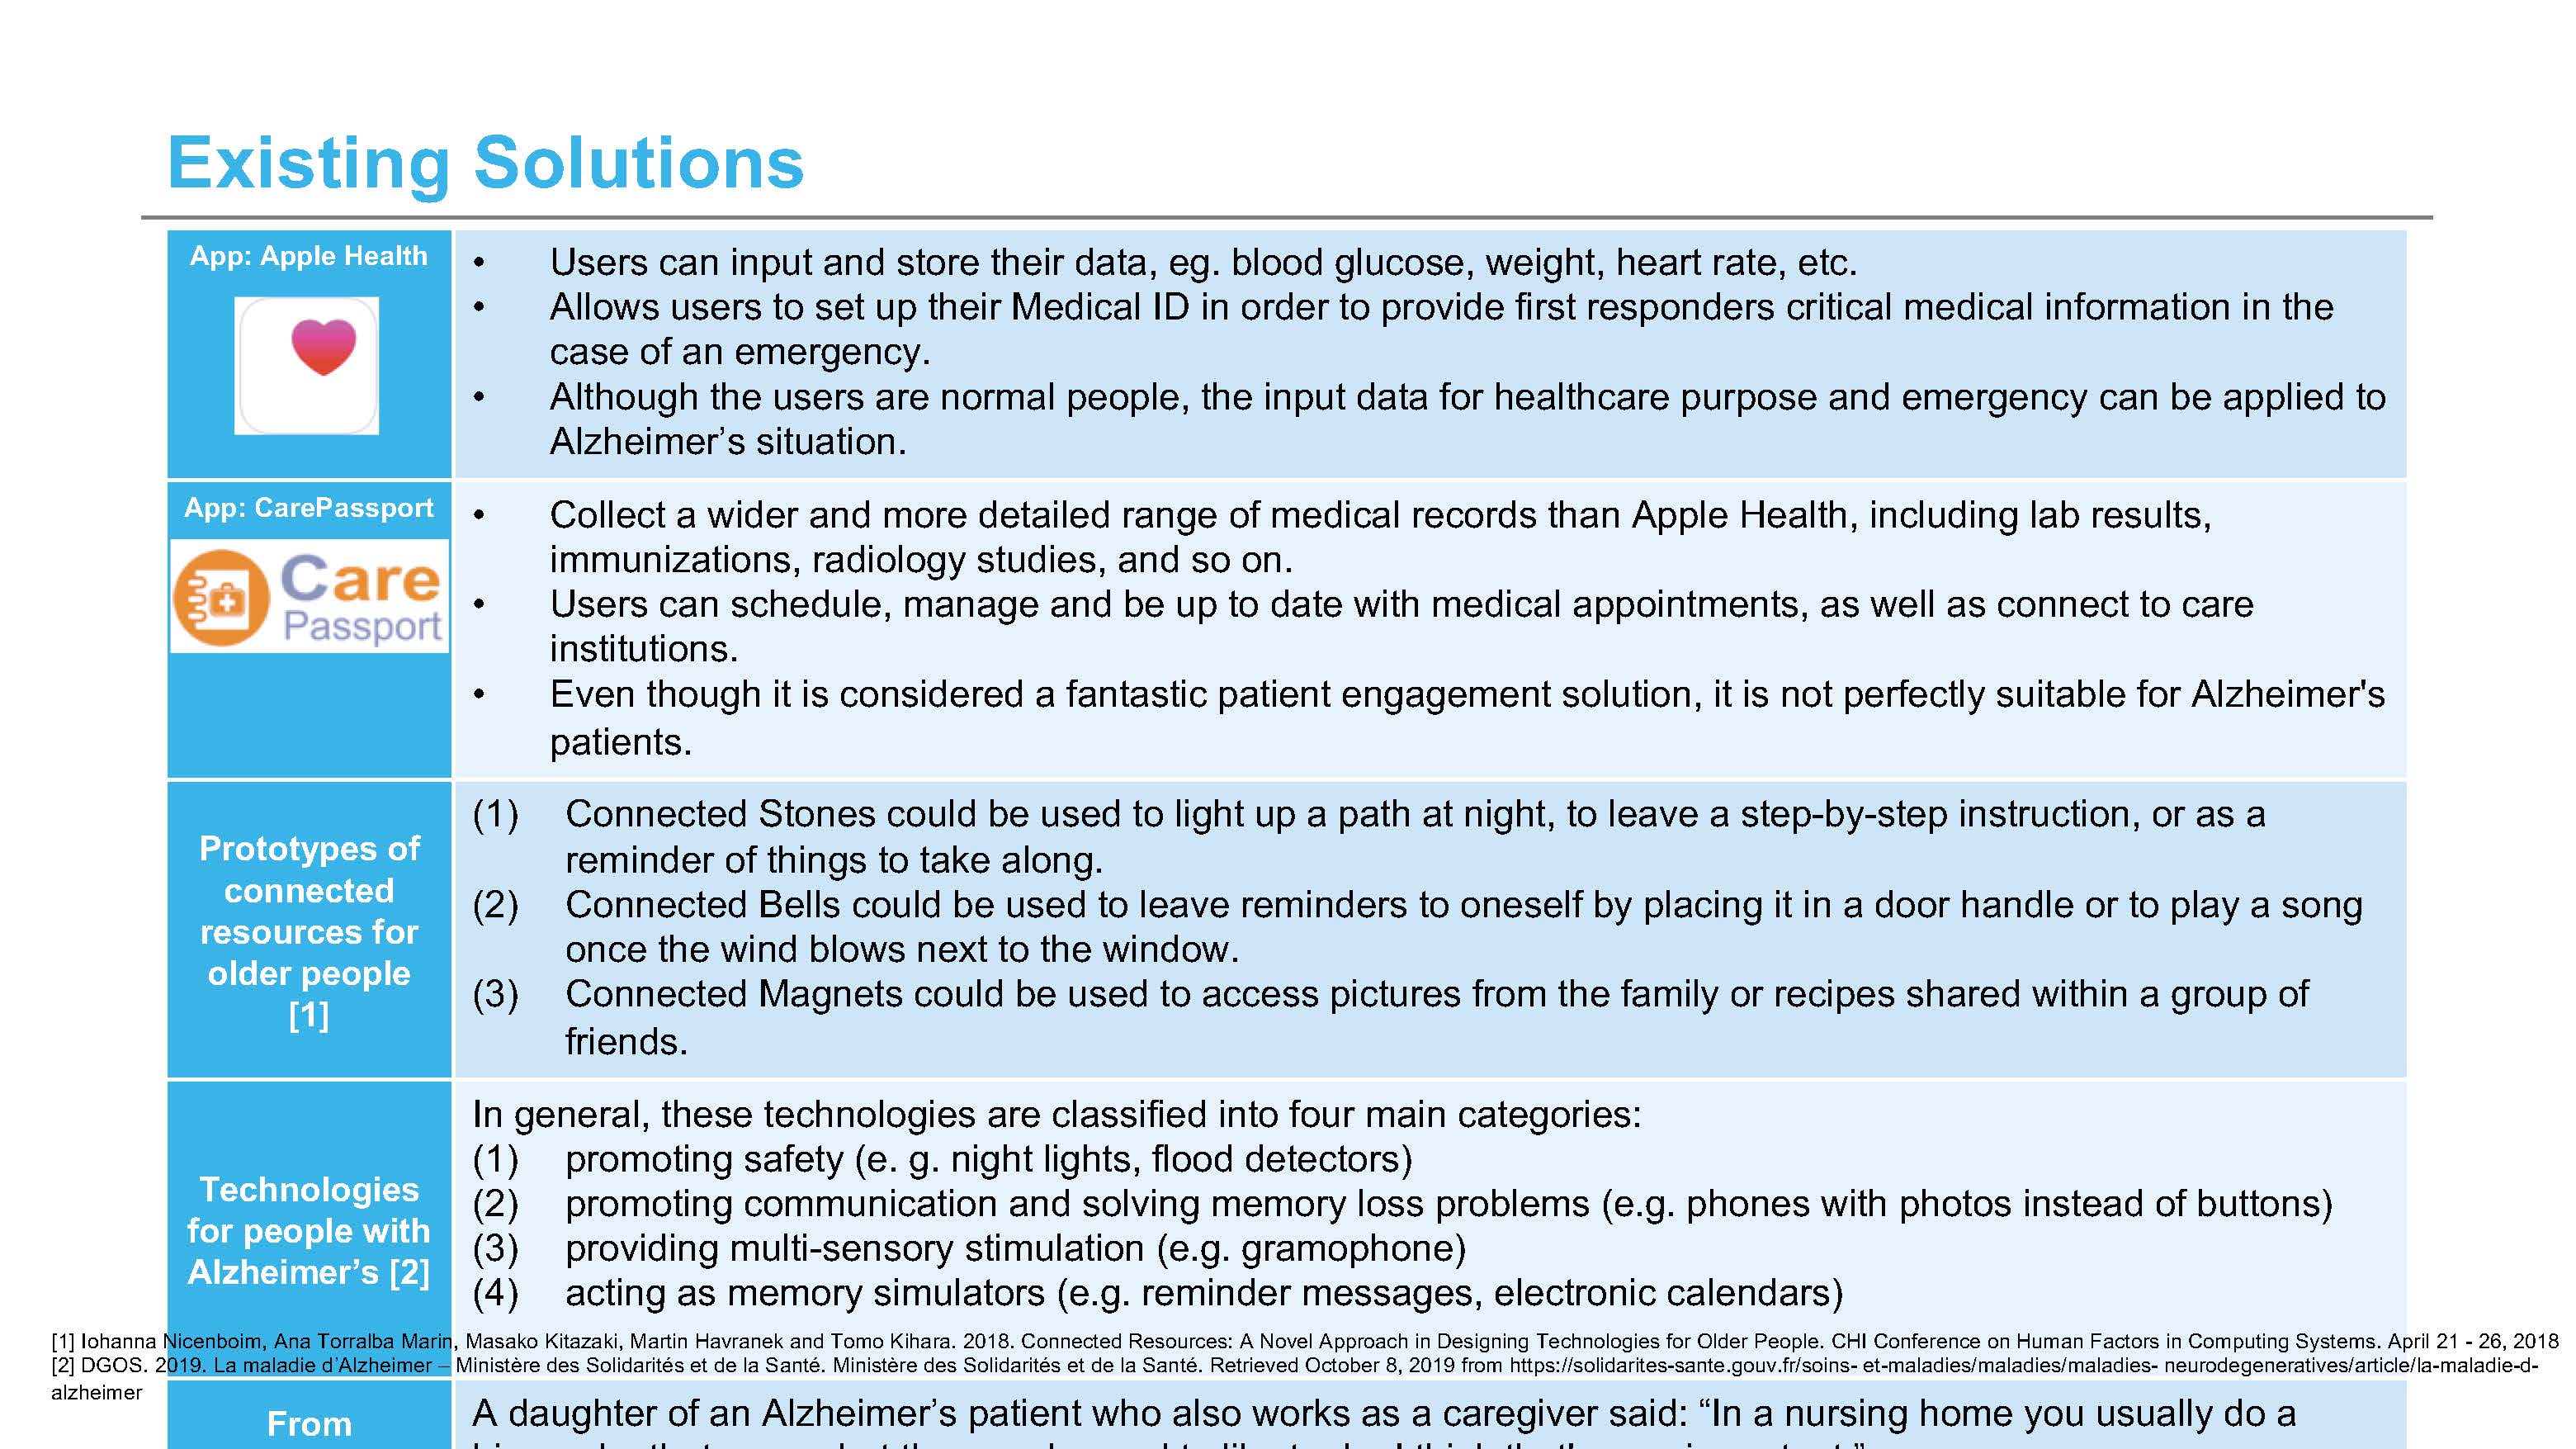 Existing Solutions
App: Apple Health
• Users can input and store their data, eg. blood glucose, weight, heart rate, etc.
• Allows users to set up their Medical ID in order to provide first responders critical medical information in the
case of an emergency.
• Although the users are normal people, the input data for healthcare purpose and emergency can be applied to
Alzheimer’s situation.
App: CarePassport
Care
Passport
• Collect a wider and more detailed range of medical records than Apple Health, including lab results,
immunizations, radiology studies, and so on.
• Users can schedule, manage and be up to date with medical appointments, as well as connect to care
institutions.
• Even though it is considered a fantastic patient engagement solution, it is not perfectly suitable for Alzheimer's
patients.
Prototypes of
connected
resources for
older people
[1]
(1) Connected Stones could be used to light up a path at night, to leave a step-by-step instruction, or as a
reminder of things to take along.
(2) Connected Bells could be used to leave reminders to oneself by placing it in a door handle or to play a song
once the wind blows next to the window.
(3) Connected Magnets could be used to access pictures from the family or recipes shared within a group of
friends.
Technologies
for people with
Alzheimer’s [2]
In general, these technologies are classified into four main categories:
(1) promoting safety (e. g. night lights, flood detectors)
(2) promoting communication and solving memory loss problems (e.g. phones with photos instead of buttons)
(3) providing multi-sensory stimulation (e.g. gramophone)
(4) acting as memory simulators (e.g. reminder messages, electronic calendars)
[1] Iohanna Nicenboim, Ana Torralba Marin, Masako Kitazaki, Martin Havranek and Tomo Kihara. 2018. Connected Resources: A Novel Approach in Designing Technologies for Older People. CHI Conference on Human Factors in Computing Systems. April 21 - 26, 2018
[2] DGOS. 2019. La maladie d’Alzheimer – Ministère des Solidarités et de la Santé. Ministère des Solidarités et de la Santé. Retrieved October 8, 2019 from https://solidarites-sante.gouv.fr/soins- et-maladies/maladies/maladies- neurodegeneratives/article/la-maladie-d-
alzheimer
From
A daughter of an Alzheimer’s patient who also works as a caregiver said: “In a nursing home you usually do a